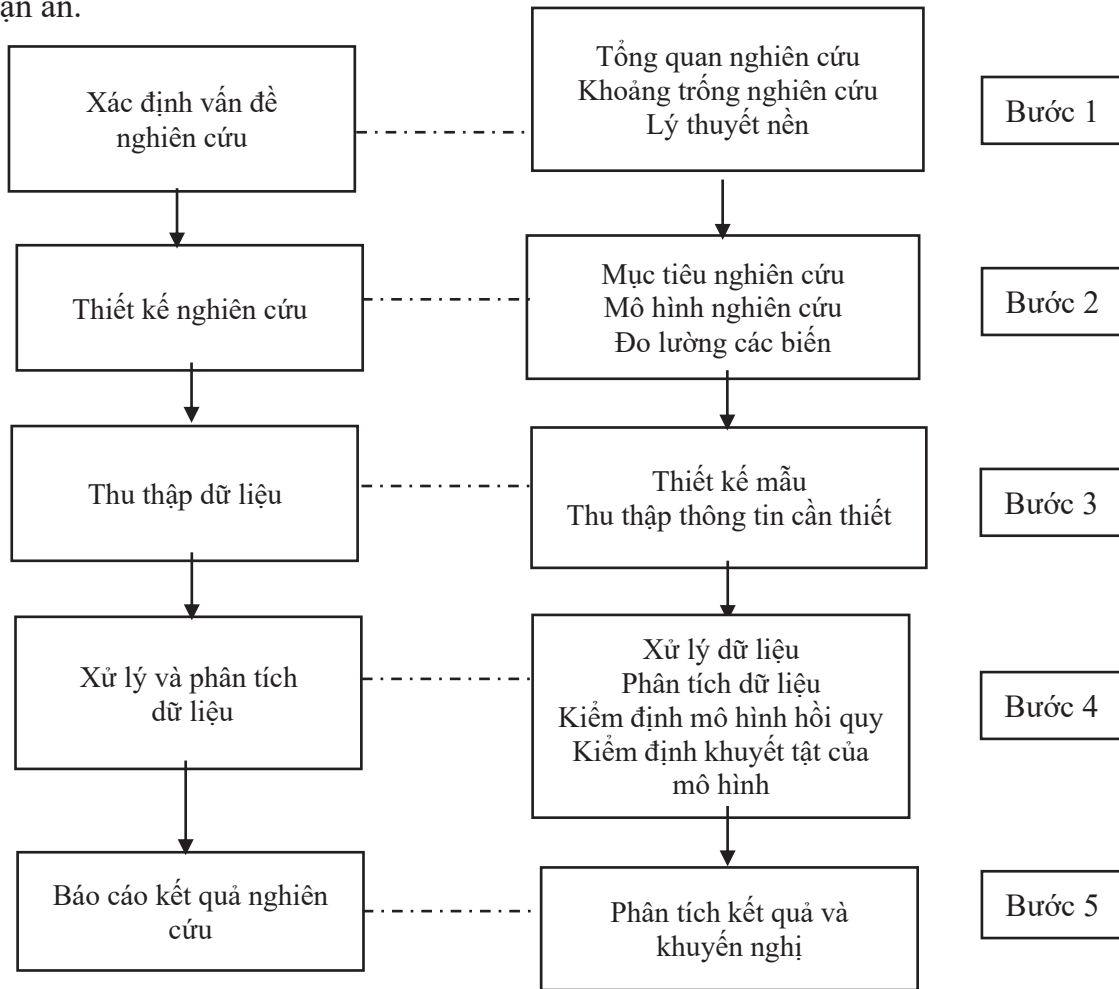 án.
Xác định vấn đề
nghiên cứu
Tổng quan nghiên cứu
Khoảng trống nghiên cứu
Lý thuyết nền
Bước 1
Thiết kế nghiên cứu
Mục tiêu nghiên cứu
Mô hình nghiên cứu
Đo lường các biến
Bước 2
Thu thập dữ liệu
Thiết kế mẫu
Thu thập thông tin cần thiết
Bước 3
Xử lý và phân tích
dữ liệu
Xử lý dữ liệu
Phân tích dữ liệu
Kiểm định mô hình hồi quy
Kiểm định khuyết tật của
mô hình
Bước 4
Báo cáo kết quả nghiên
cứu
Phân tích kết quả và
khuyến nghị
Bước 5